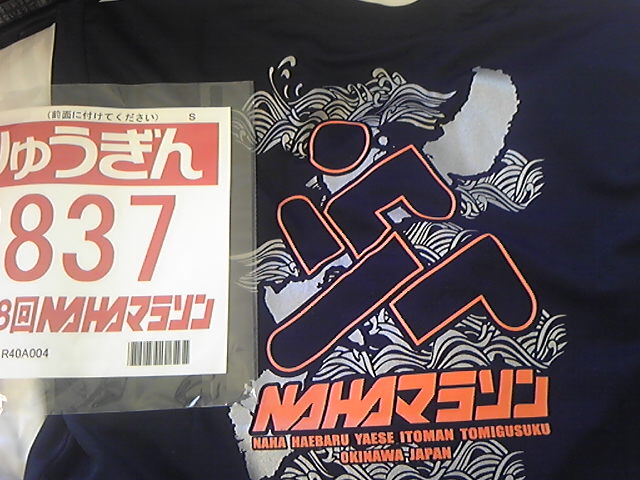 (前面に付けてください) S
りゅうぎん
837
8回NAHAマラソン
R40A004
NAHAマラソン
NAHA HAEBARU YAESE ITOMAN TOMIGUSUKU
OKINAWA JAPAN